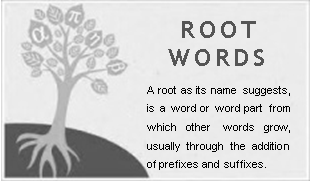 α π η β
ROOT
WORDS
A root as its name suggests,
is a word or word part from
which other words grow,
usually through the addition
of prefixes and suffixes.